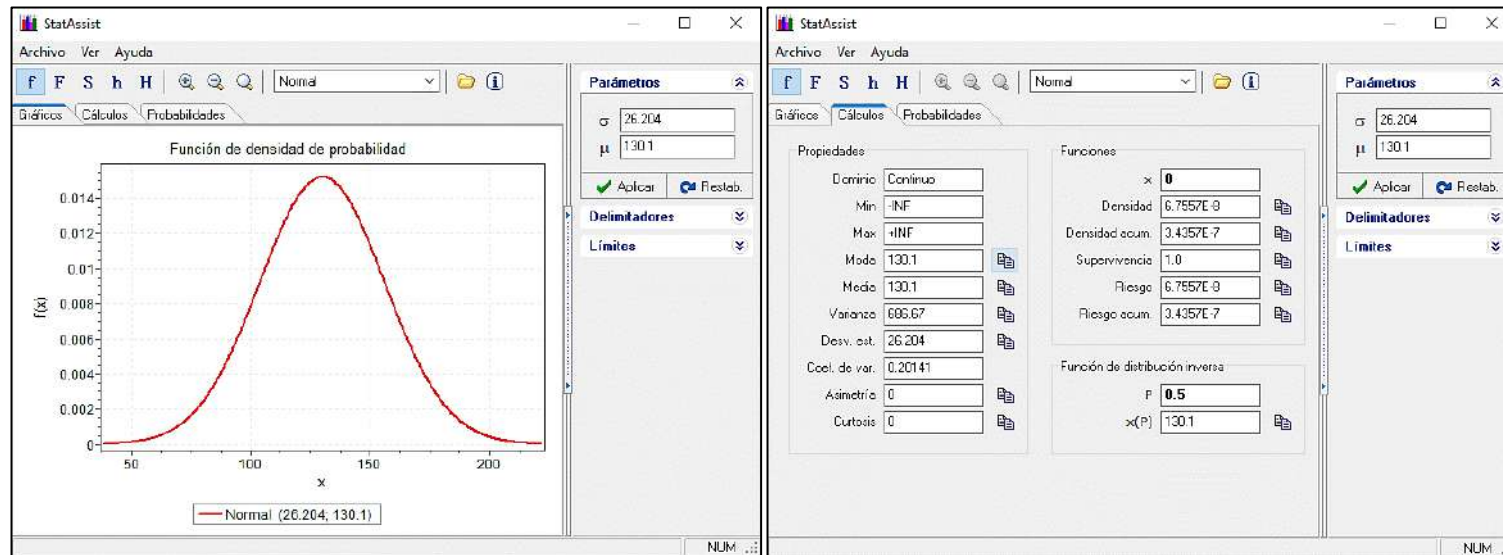 StatAssist
Archivo Ver Ayuda
f F S h H Normal
Gráficos Cálculos Probabilidades
Función de densidad de probabilidad
0.014
0.012
0.01
0.008
0.006
0.004
0.002
0
f(x)
50 100 150 200
x
Normal (26.204; 130.1)
Parámetros
σ 26.204
μ 130.1
Aplicar Restab.
Delimitadores
Límites
NUM
StatAssist
Archivo Ver Ayuda
f F S h H Normal
Gráficos Cálculos Probabilidades
Propiedades
Dominio Continuo
Min -INF
Max +INF
Moda 130.1
Media 130.1
Varianza 686.67
Desv. est. 26.204
Coef. de var. 0.20141
Asimetría 0
Curtosis 0
Funciones
x 0
Densidad 6.7557E-8
Densidad acum. 3.4357E-7
Supervivencia 1.0
Riesgo 6.7557E-8
Riesgo acum. 3.4357E-7
Función de distribución inversa
P 0.5
x(P) 130.1
Parámetros
σ 26.204
μ 130.1
Aplicar Restab.
Delimitadores
Límites
NUM